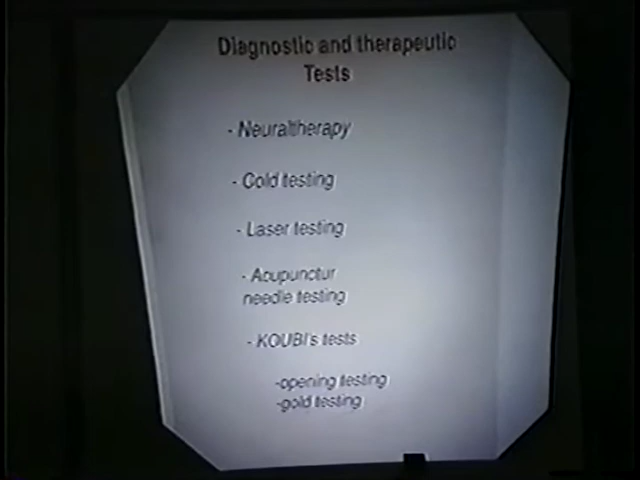 Diagnostic and therapeutic
Tests
- Neuraltherapy
- Cold testing
- Laser testing
- Acupunctur
needle testing
- KOUBI's tests
-opening testing
-gold testing